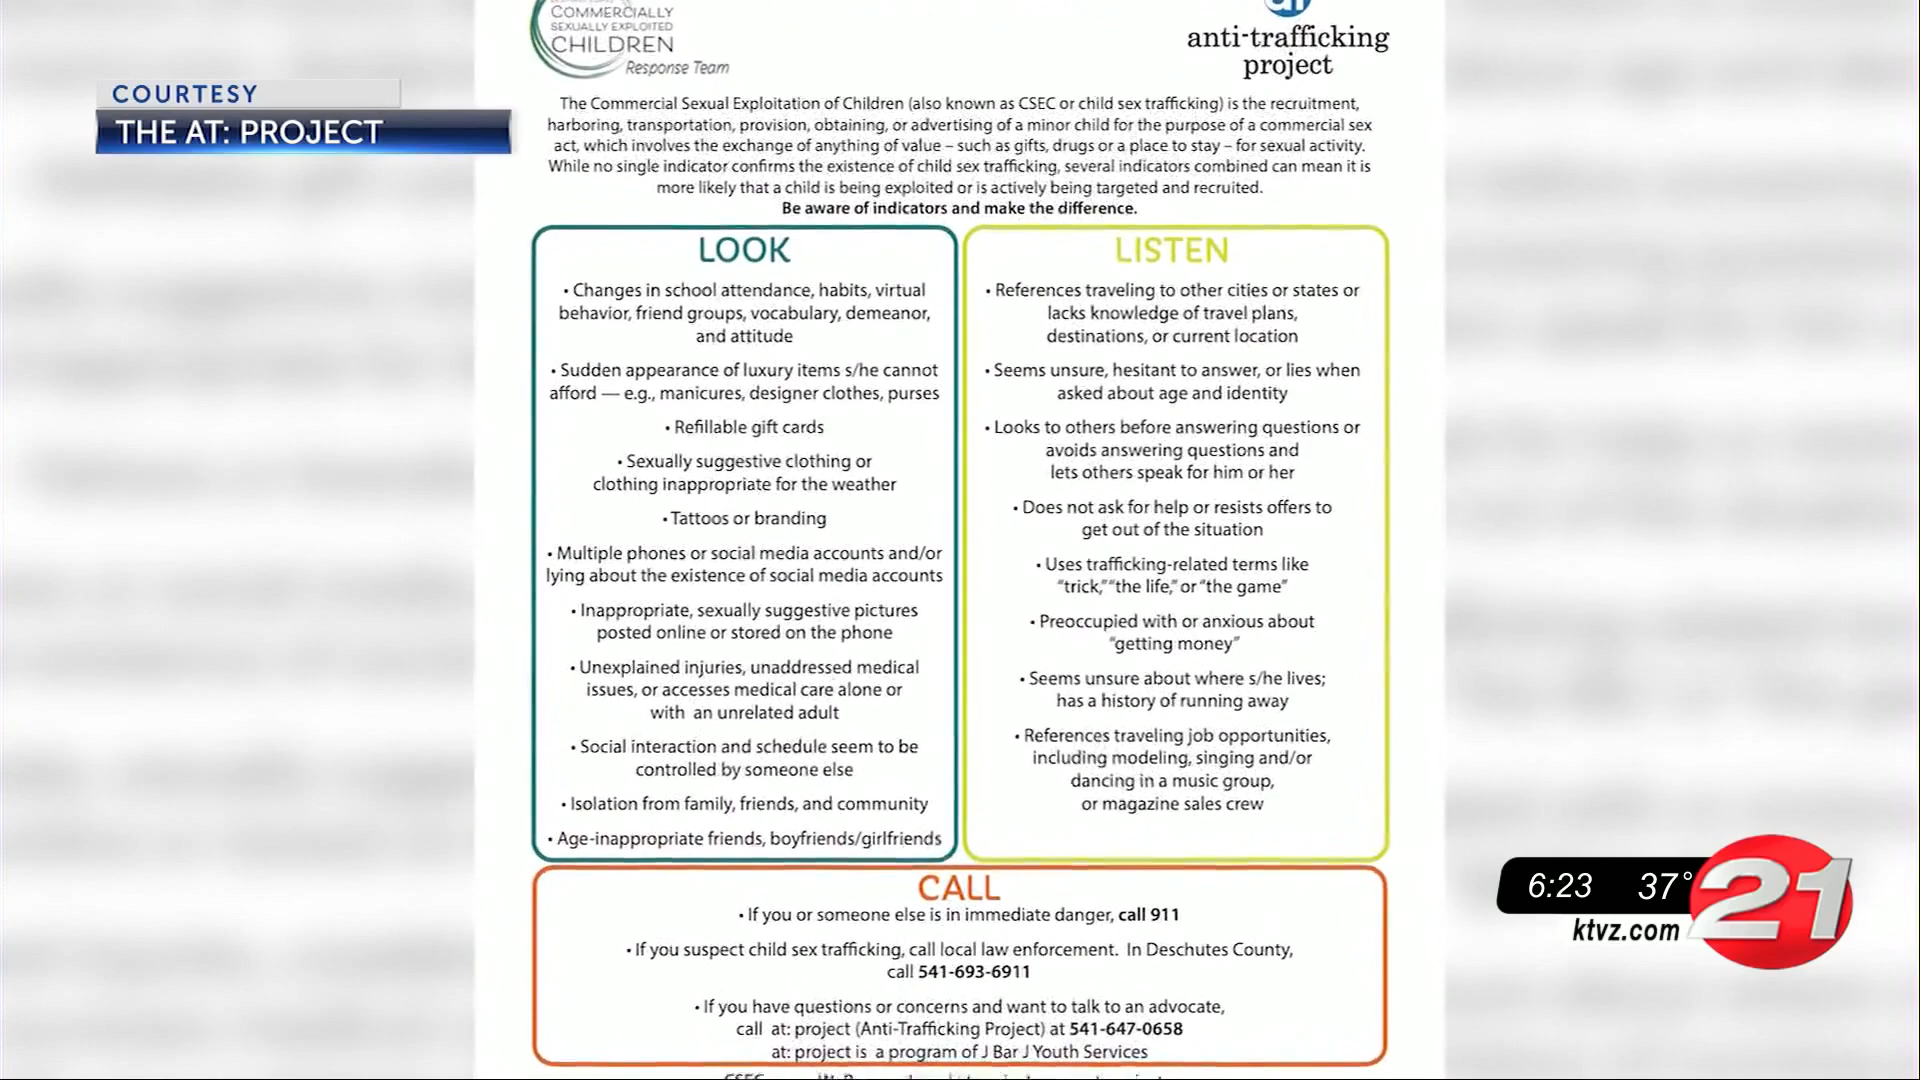 COMMERCIALLY
SEXUALLY EXPLOITED
CHILDREN
Response Team
anti-trafficking
project
COURTESY
THE AT: PROJECT
The Commercial Sexual Exploitation of Children (also known as CSEC or child sex trafficking) is the recruitment,
harboring, transportation, provision, obtaining, or advertising of a minor child for the purpose of a commercial sex
act, which involves the exchange of anything of value – such as gifts, drugs or a place to stay – for sexual activity.
While no single indicator confirms the existence of child sex trafficking, several indicators combined can mean it is
more likely that a child is being exploited or is actively being targeted and recruited.
Be aware of indicators and make the difference.
LOOK
• Changes in school attendance, habits, virtual
behavior, friend groups, vocabulary, demeanor,
and attitude
• Sudden appearance of luxury items s/he cannot
afford — e.g., manicures, designer clothes, purses
• Refillable gift cards
• Sexually suggestive clothing or
clothing inappropriate for the weather
• Tattoos or branding
• Multiple phones or social media accounts and/or
lying about the existence of social media accounts
• Inappropriate, sexually suggestive pictures
posted online or stored on the phone
• Unexplained injuries, unaddressed medical
issues, or accesses medical care alone or
with an unrelated adult
• Social interaction and schedule seem to be
controlled by someone else
• Isolation from family, friends, and community
• Age-inappropriate friends, boyfriends/girlfriends
LISTEN
• References traveling to other cities or states or
lacks knowledge of travel plans,
destinations, or current location
• Seems unsure, hesitant to answer, or lies when
asked about age and identity
• Looks to others before answering questions or
avoids answering questions and
lets others speak for him or her
• Does not ask for help or resists offers to
get out of the situation
• Uses trafficking-related terms like
“trick,” “the life,” or “the game”
• Preoccupied with or anxious about
“getting money”
• Seems unsure about where s/he lives;
has a history of running away
• References traveling job opportunities,
including modeling, singing and/or
dancing in a music group,
or magazine sales crew
CALL
• If you or someone else is in immediate danger, call 911
• If you suspect child sex trafficking, call local law enforcement. In Deschutes County,
call 541-693-6911
• If you have questions or concerns and want to talk to an advocate,
call at: project (Anti-Trafficking Project) at 541-647-0658
at: project is a program of J Bar J Youth Services
6:23 37°
21
ktvz.com